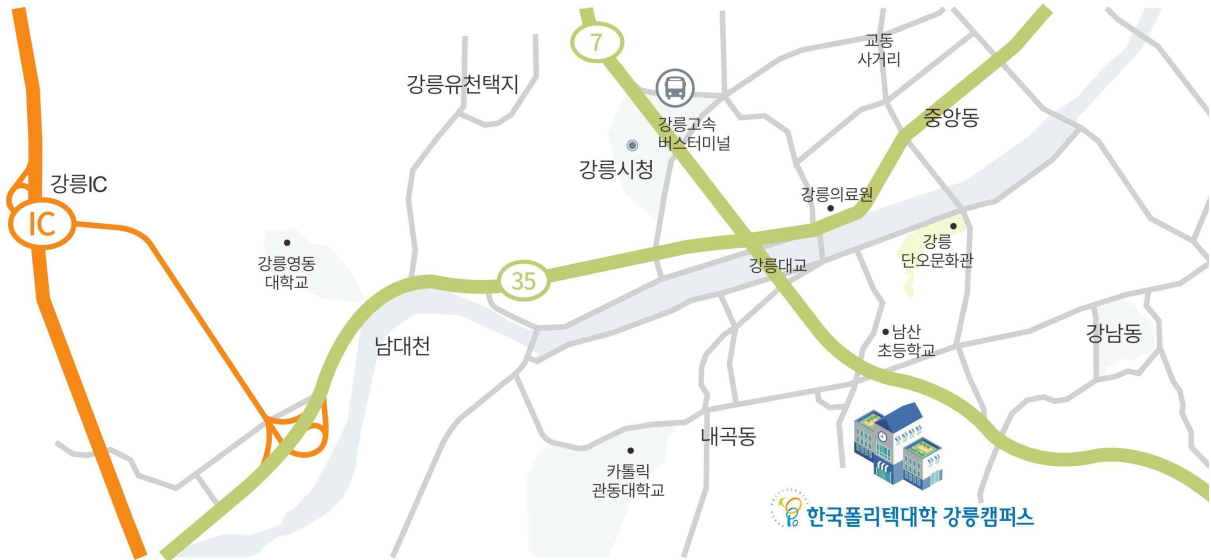 7
교동
사거리
강릉유천택지
강릉고속
버스터미널
중앙동
강릉시청
강릉IC
IC
강릉의료원
강릉영동
대학교
강릉
단오문화관
강릉대교
35
남대천
남산
초등학교
강남동
내곡동
카톨릭
관동대학교
한국폴리텍대학 강릉캠퍼스